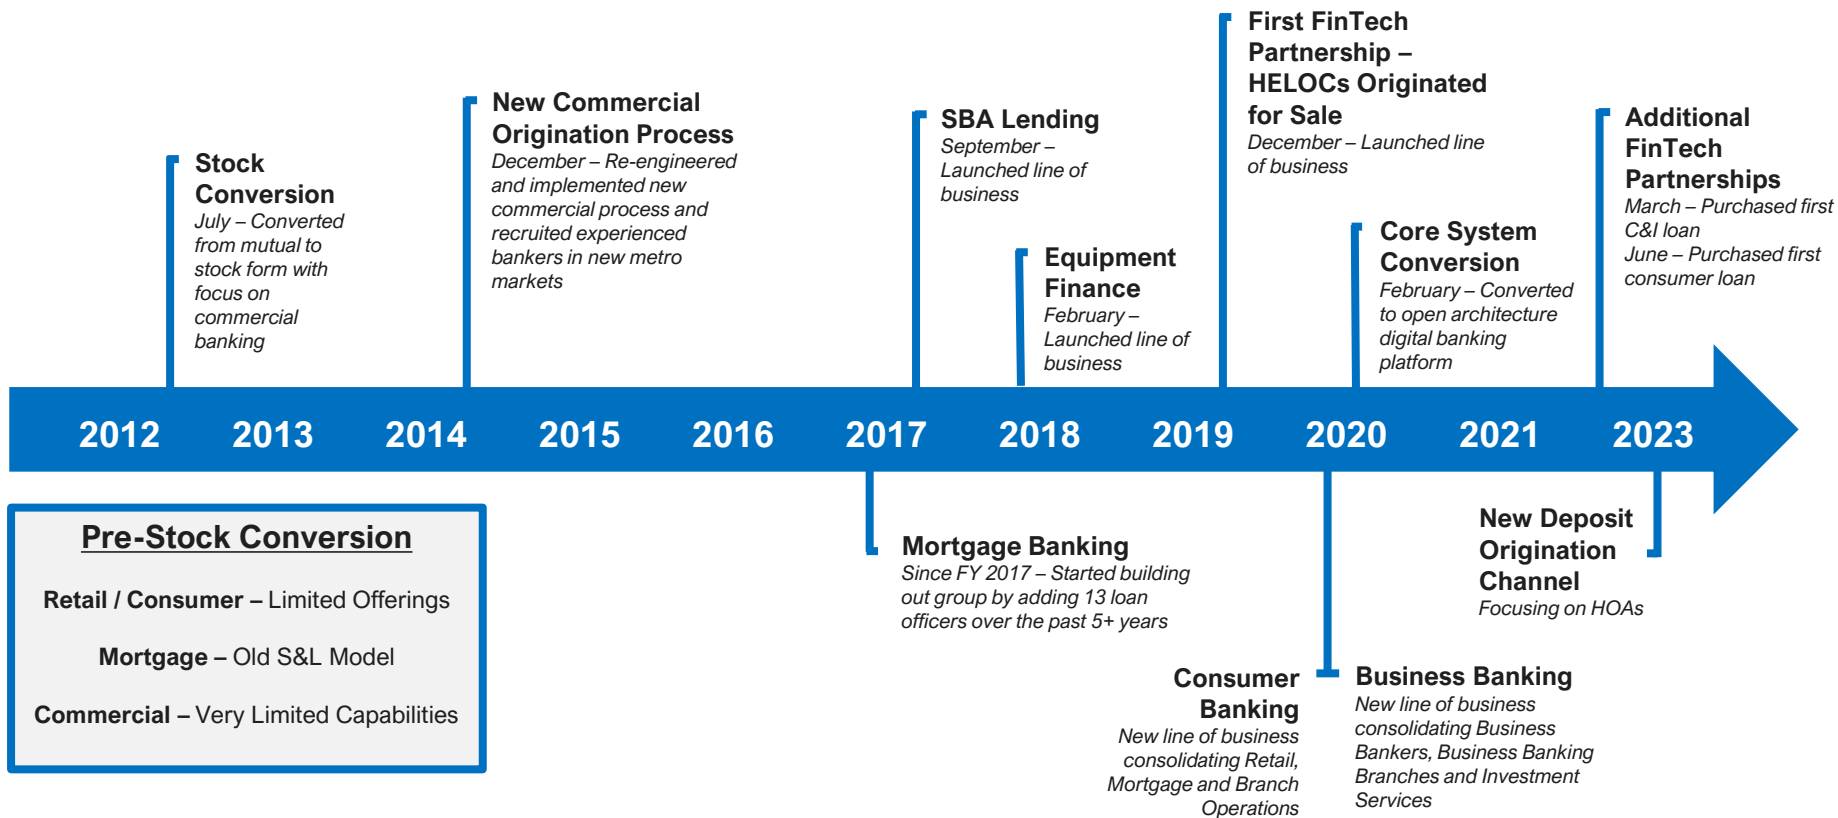 Stock
Conversion
July – Converted
from mutual to
stock form with
focus on
commercial
banking
New Commercial
Origination Process
December – Re-engineered
and implemented new
commercial process and
recruited experienced
bankers in new metro
markets
SBA Lending
September –
Launched line of
business
Equipment
Finance
February –
Launched line of
business
First FinTech
Partnership –
HELOCs Originated
for Sale
December – Launched line
of business
Core System
Conversion
February – Converted
to open architecture
digital banking
platform
Additional
FinTech
Partnerships
March – Purchased first
C&I loan
June – Purchased first
consumer loan
2012 2013 2014 2015 2016 2017 2018 2019 2020 2021 2023
Pre-Stock Conversion
Retail / Consumer – Limited Offerings
Mortgage – Old S&L Model
Commercial – Very Limited Capabilities
Mortgage Banking
Since FY 2017 – Started building
out group by adding 13 loan
officers over the past 5+ years
Consumer
Banking
New line of business
consolidating Retail,
Mortgage and Branch
Operations
Business Banking
New line of business
consolidating Business
Bankers, Business Banking
Branches and Investment
Services
New Deposit
Origination
Channel
Focusing on HOAs